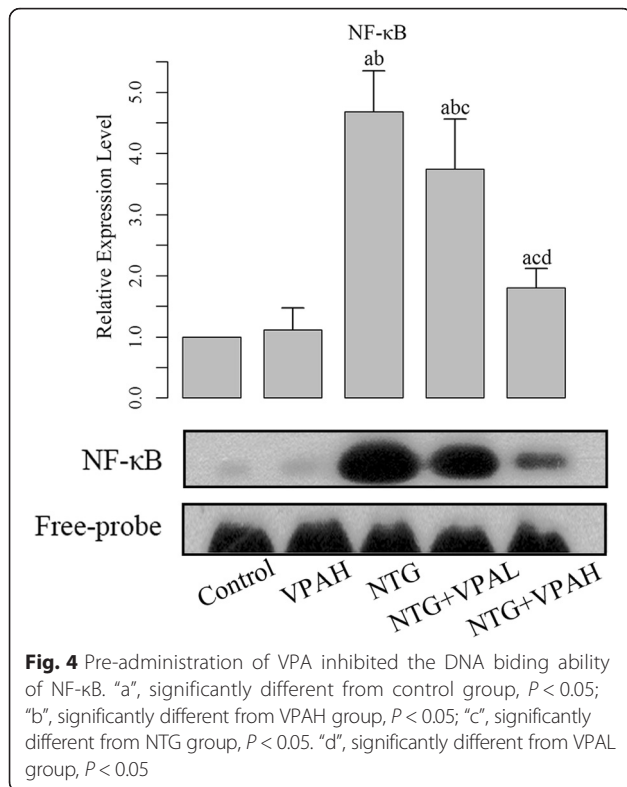 NF-κB
ab
abc
acd
Relative Expression Level
5.0
4.0
3.0
2.0
1.0
0.0
NF-κB
Free-probe
Control
VPAH
NTG
NTG+VPAL
NTG+VPAH
Fig. 4 Pre-administration of VPA inhibited the DNA biding ability
of NF-κB. “a”, significantly different from control group, P < 0.05;
“b”, significantly different from VPAH group, P < 0.05; “c”, significantly
different from NTG group, P < 0.05. “d”, significantly different from VPAL
group, P < 0.05